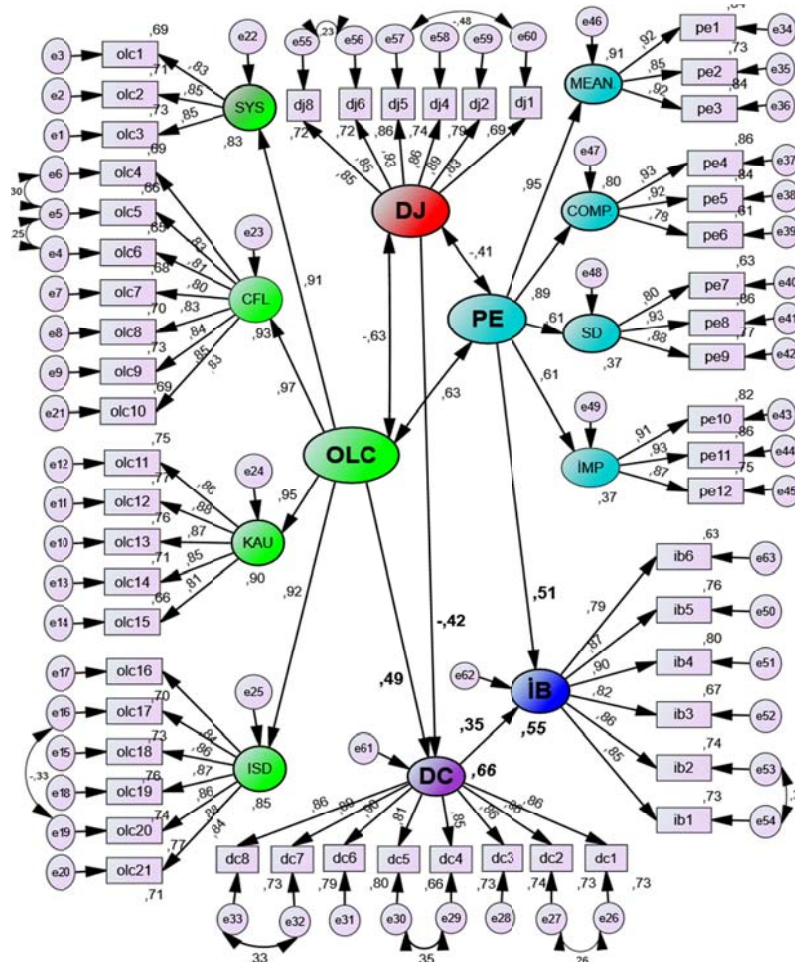 e3
olc1
,69
,83
e22
e2
olc2
,71
,85
SYS
e1
olc3
,73
,85
,83
e6
olc4
,69
,30
e5
olc5
,66
,83
e23
,25
e4
olc6
,65
,81
e7
olc7
,68
,80
CFL
e8
olc8
,70
,83
,84
e9
olc9
,73
,85
,93
e21
olc10
,69
,83
,91
,97
OLC
e12
olc11
,75
e24
e11
olc12
,77
,88
e10
olc13
,76
,87
KAU
,95
e13
olc14
,71
,85
e14
olc15
,66
,81
,90
,92
e17
olc16
e25
e16
olc17
,70
e15
olc18
,73
,86
-,33
e18
olc19
,76
,87
ISD
e19
olc20
,74
,86
,85
e20
olc21
,77
,84
,71
e55
,23
e56
e57
-,48
e58
e59
e60
dj8
dj6
dj5
dj4
dj2
dj1
,72
,72
,86
,74
,79
,69
,85
,85
,93
,86
,89
,83
DJ
-,41
-,63
,63
PE
e46
,91
MEAN.
,92
pe1
e34
,85
pe2
,73
e35
,92
pe3
,84
e36
,95
e47
,80
COMP.
,93
pe4
,86
e37
,92
pe5
,84
e38
,78
pe6
,61
e39
,89
e48
,61
SD
,80
pe7
,63
e40
,93
pe8
,86
e41
,88
pe9
,77
e42
,37
,61
e49
İMP
,91
pe10
,82
e43
,93
pe11
,86
e44
,87
pe12
,75
e45
,37
,51
-,42
,49
,35
e62
İB
,55
,79
ib6
,63
e63
,87
ib5
,76
e50
,90
ib4
,80
e51
,82
ib3
,67
e52
,86
ib2
,74
e53
,85
ib1
,73
e54
e61
DC
,66
,86
,89
,90
,81
,85
,86
,86
,86
dc8
dc7
dc6
dc5
dc4
dc3
dc2
dc1
,73
,79
,80
,66
,73
,74
,73
,73
e33
e32
e31
e30
e29
e28
e27
e26
,33
,35
,26